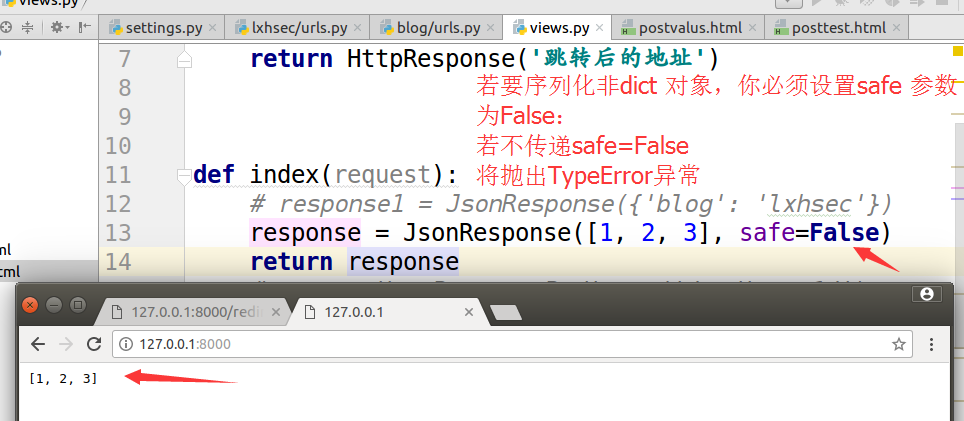 views.py
settings.py
lxhsec/urls.py
blog/urls.py
views.py
postvalus.html
posttest.html
7 return HttpResponse('跳转后的地址')
8
若要序列化非dict 对象，你必须设置safe 参数
9
为False：
10
若不传递safe=False
11 def index(request):
将抛出TypeError异常
12 # response1 = JsonResponse({'blog': 'lxhsec'})
13 response = JsonResponse([1, 2, 3], safe=False)
14 return response
ml
html
127.0.0.1:8000/redi
127.0.0.1
127.0.0.1:8000
[1, 2, 3]